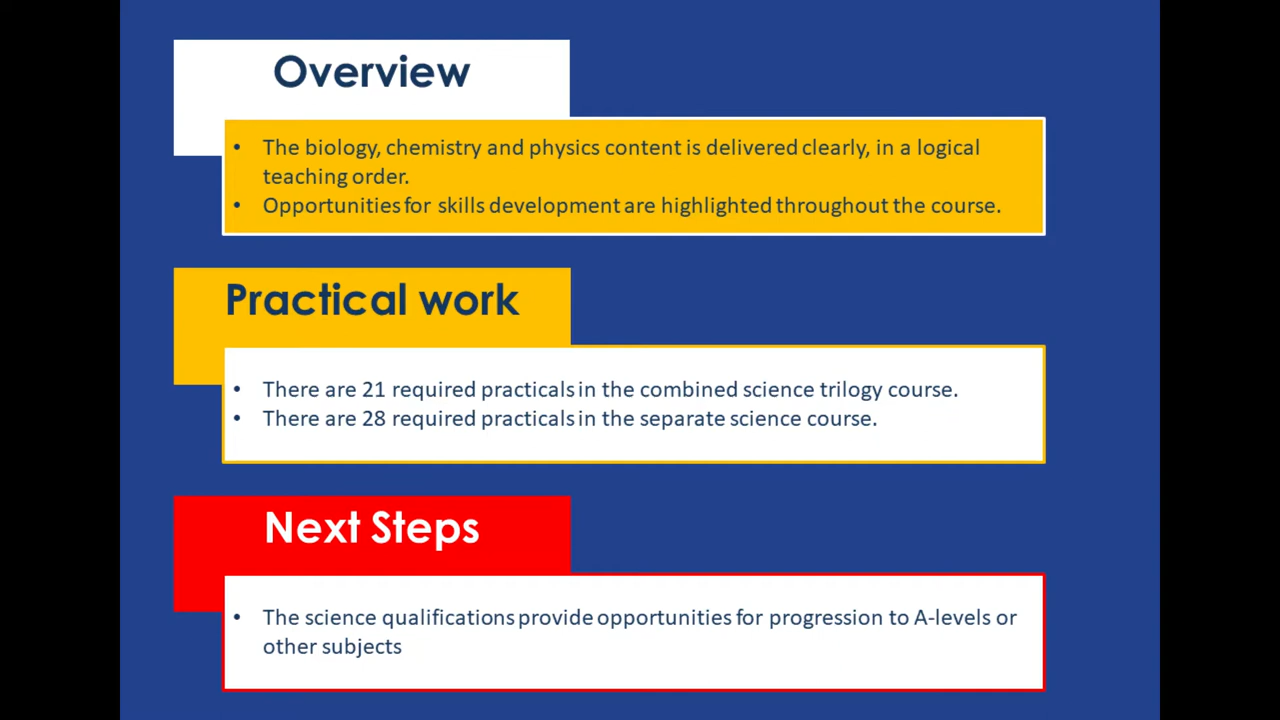 Overview
• The biology, chemistry and physics content is delivered clearly, in a logical
teaching order.
• Opportunities for skills development are highlighted throughout the course.
Practical work
• There are 21 required practicals in the combined science trilogy course.
• There are 28 required practicals in the separate science course.
Next Steps
• The science qualifications provide opportunities for progression to A-levels or
other subjects